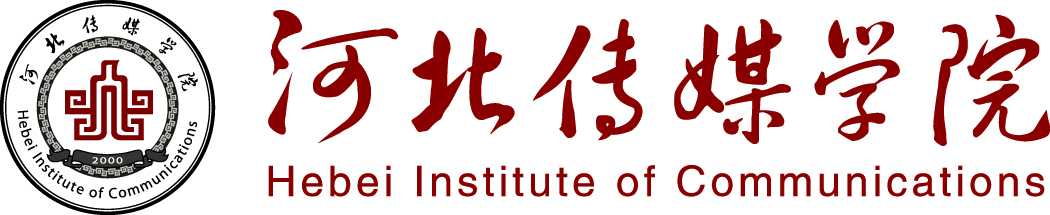 河北传媒学院
2000
Hebei Institute of Communications
河北传媒学院
Hebei Institute of Communications